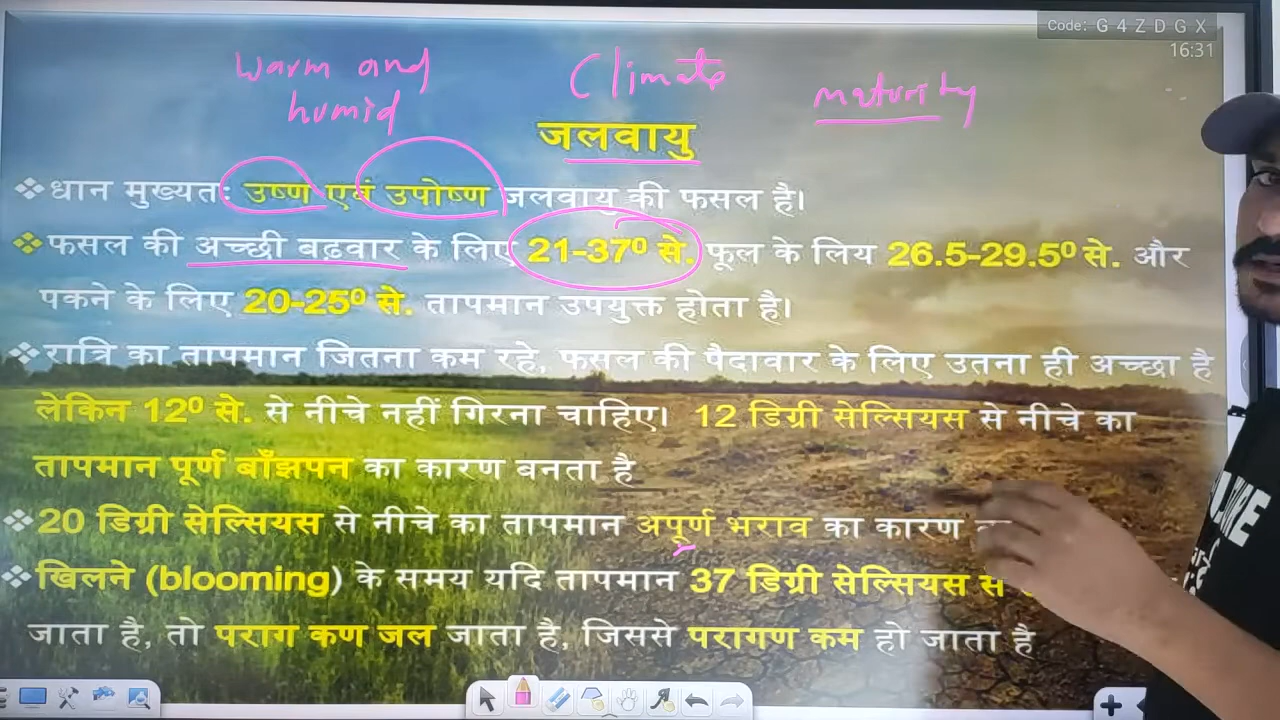 Code: G 4 Z D G X
16:31
warm and
humid
Climate
maturity
जलवायु
❖धान मुख्यतः उष्ण एवं उपोष्ण जलवायु की फसल है।
❖फसल की अच्छी बढ़वार के लिए 21-37⁰ से. फूल के लिय 26.5-29.5⁰ से. और
पकने के लिए 20-25⁰ से. तापमान उपयुक्त होता है।
❖रात्रि का तापमान जितना कम रहे, फसल की पैदावार के लिए उतना ही अच्छा है
लेकिन 12⁰ से. से नीचे नहीं गिरना चाहिए। 12 डिग्री सेल्सियस से नीचे का
तापमान पूर्ण बाँझपन का कारण बनता है
❖20 डिग्री सेल्सियस से नीचे का तापमान अपूर्ण भराव का कारण
❖खिलने (blooming) के समय यदि तापमान 37 डिग्री सेल्सियस
जाता है, तो पराग कण जल जाता है, जिससे परागण कम हो जाता है